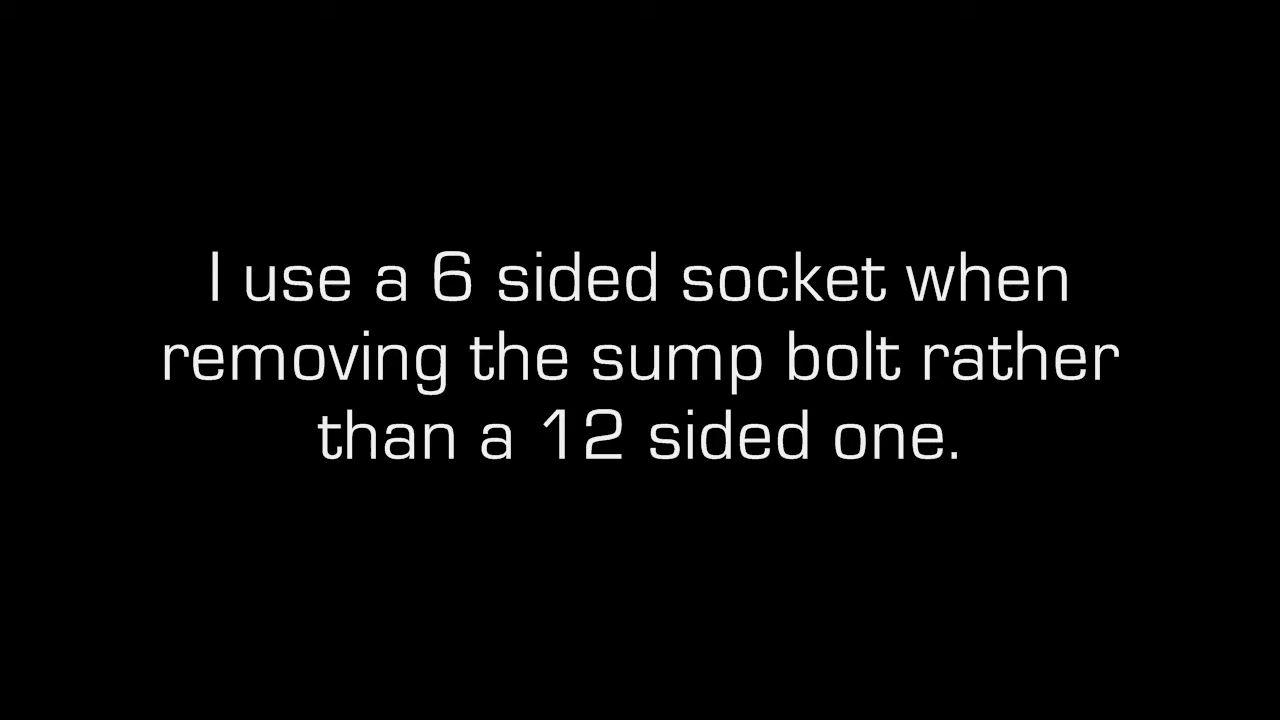 I use a 6 sided socket when
removing the sump bolt rather
than a 12 sided one.